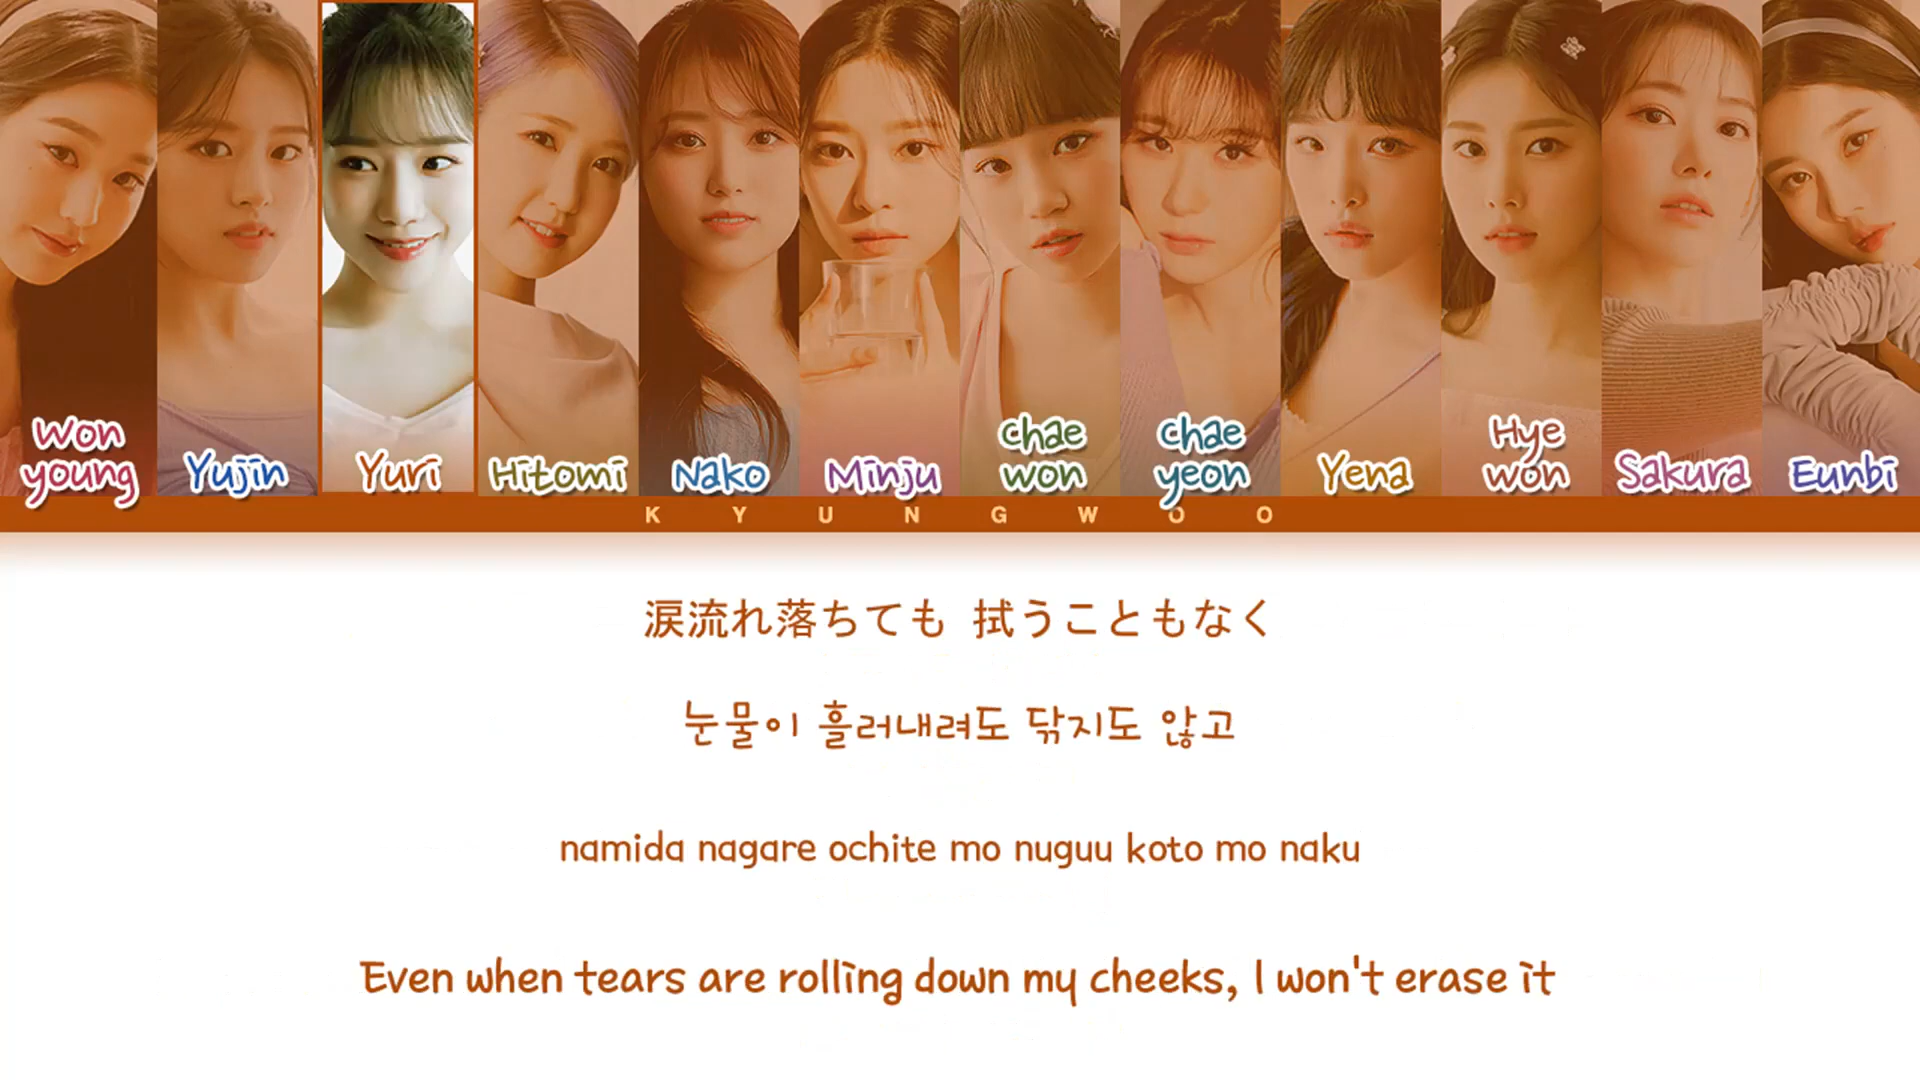 Won
young
Yujin
Yuri
Hitomi
Nako
Minju
chae
won
chae
yeon
Yena
Hye
won
Sakura
Eunbi
KYUNGWOO
涙流れ落ちても 拭うこともなく
눈물이 흘러내려도 닦지도 않고
namida nagare ochite mo nuguu koto mo naku
Even when tears are rolling down my cheeks, I won't erase it